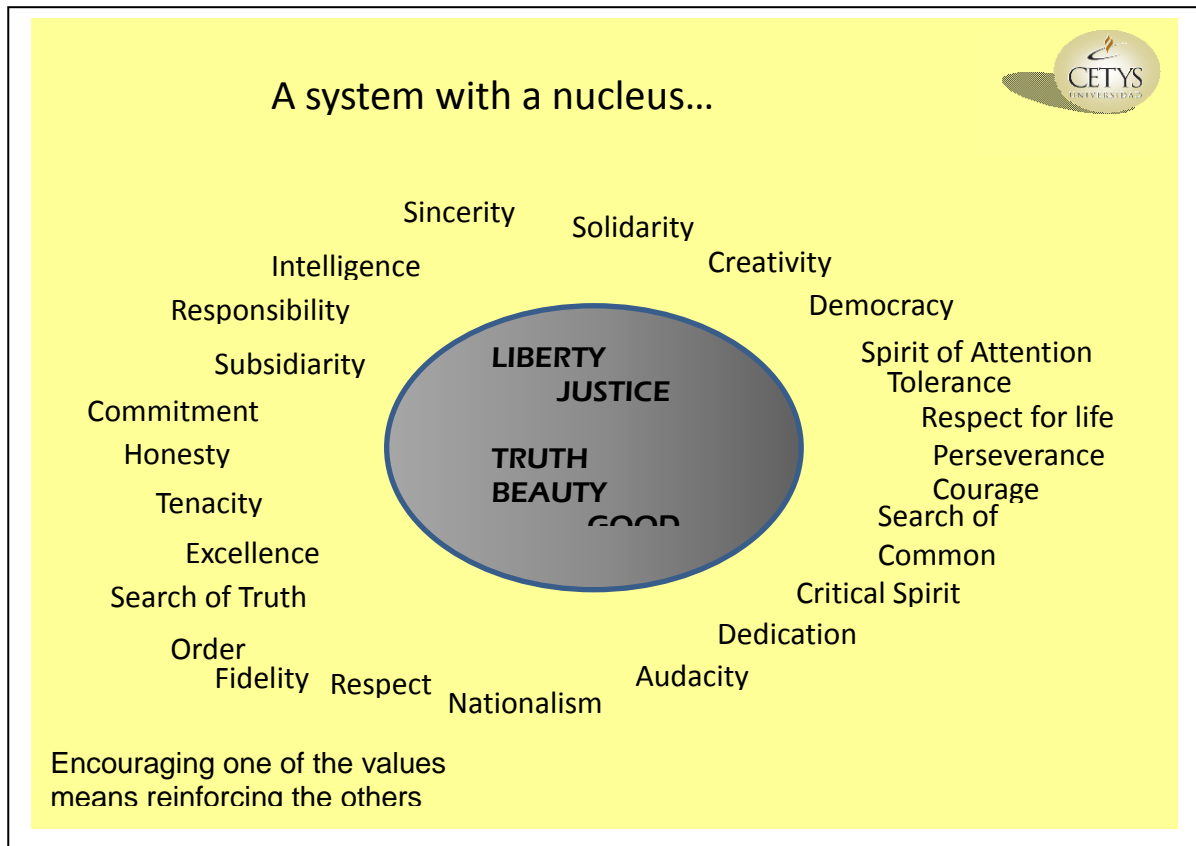 A system with a nucleus...
CETYS
UNIVERSIDAD
Sincerity
Solidarity
Intelligence
Creativity
Responsibility
Democracy
Subsidiarity
Spirit of Attention
Tolerance
Commitment
Respect for life
Honesty
Perseverance
Tenacity
Courage
Search of
Excellence
Common
Search of Truth
Critical Spirit
Order
Dedication
Fidelity
Respect
Audacity
Nationalism
LIBERTY
JUSTICE
TRUTH
BEAUTY
GOOD
Encouraging one of the values
means reinforcing the others